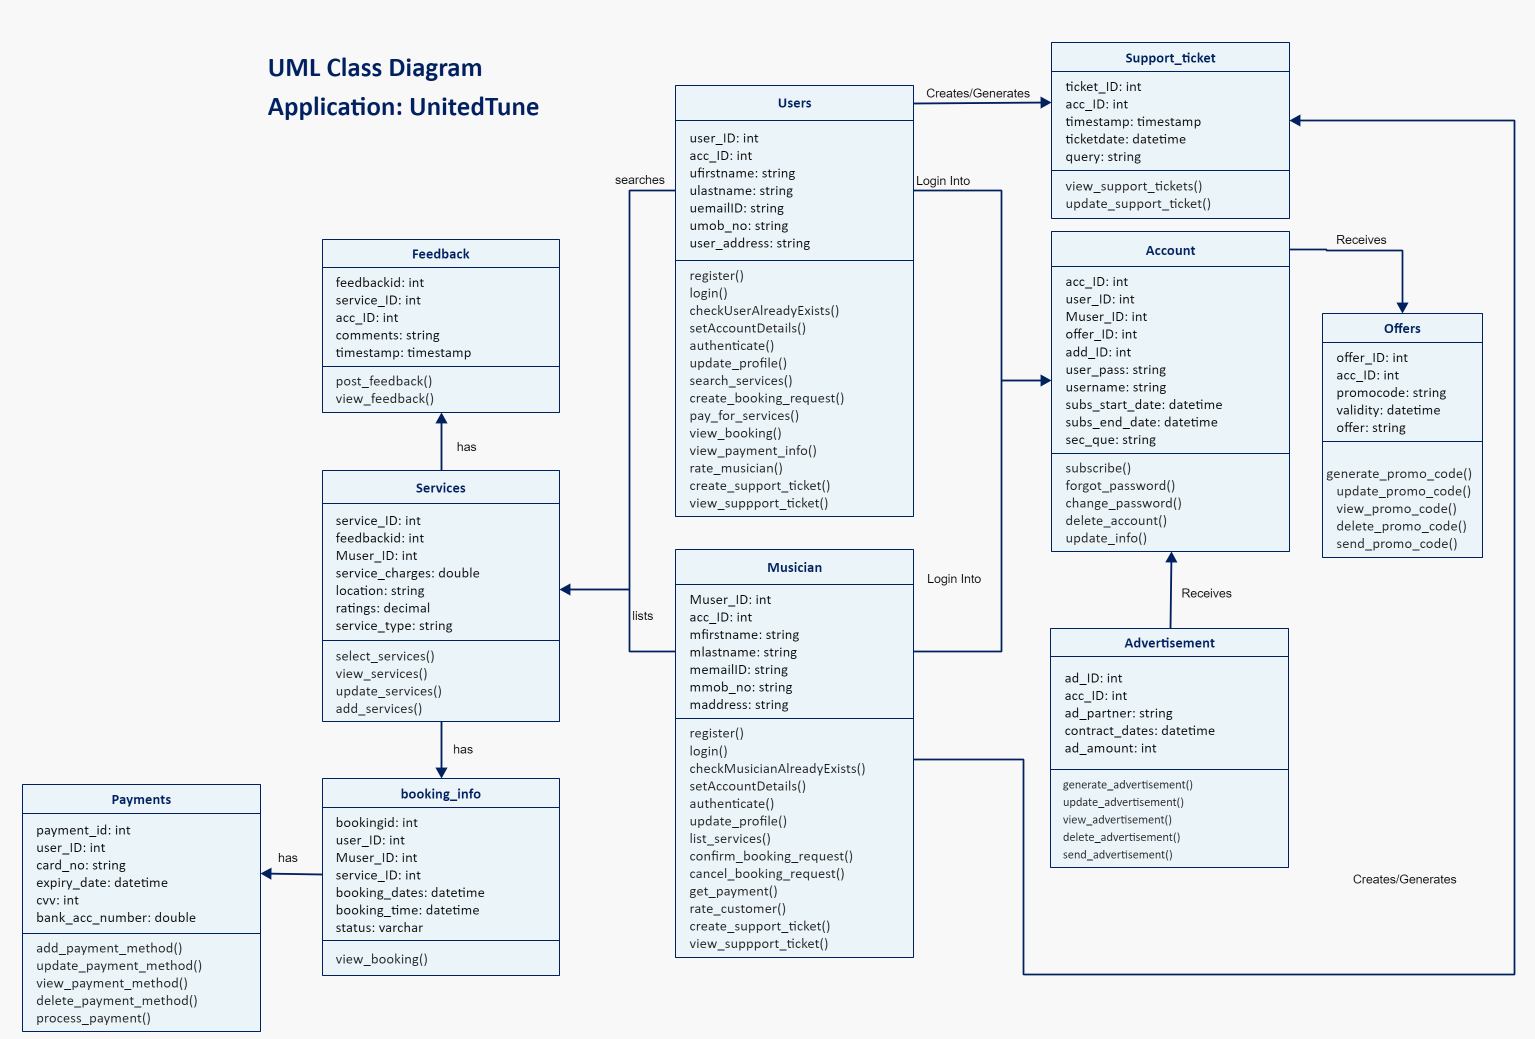 UML Class Diagram
Application: UnitedTune
Users
user_ID: int
acc_ID: int
ufirstname: string
ulastname: string
uemailID: string
umob_no: string
user_address: string
register()
login()
checkUserAlreadyExists()
setAccountDetails()
authenticate()
update_profile()
search_services()
create_booking_request()
pay_for_services()
view_booking()
view_payment_info()
rate_musician()
create_support_ticket()
view_suppport_ticket()
Creates/Generates
Support_ticket
ticket_ID: int
acc_ID: int
timestamp: timestamp
ticketdate: datetime
query: string
view_support_tickets()
update_support_ticket()
searches
Login Into
Account
acc_ID: int
user_ID: int
Muser_ID: int
offer_ID: int
add_ID: int
user_pass: string
username: string
subs_start_date: datetime
subs_end_date: datetime
sec_que: string
subscribe()
forgot_password()
change_password()
delete_account()
update_info()
Receives
Offers
offer_ID: int
acc_ID: int
promocode: string
validity: datetime
offer: string
generate_promo_code()
update_promo_code()
view_promo_code()
delete_promo_code()
send_promo_code()
Feedback
feedbackid: int
service_ID: int
acc_ID: int
comments: string
timestamp: timestamp
post_feedback()
view_feedback()
has
Services
service_ID: int
feedbackid: int
Muser_ID: int
service_charges: double
location: string
ratings: decimal
service_type: string
select_services()
view_services()
update_services()
add_services()
lists
Musician
Muser_ID: int
acc_ID: int
mfirstname: string
mlastname: string
memailID: string
mmob_no: string
maddress: string
register()
login()
checkMusicianAlreadyExists()
setAccountDetails()
authenticate()
update_profile()
list_services()
confirm_booking_request()
cancel_booking_request()
get_payment()
rate_customer()
create_support_ticket()
view_suppport_ticket()
Login Into
Receives
Advertisement
ad_ID: int
acc_ID: int
ad_partner: string
contract_dates: datetime
ad_amount: int
generate_advertisement()
update_advertisement()
view_advertisement()
delete_advertisement()
send_advertisement()
Creates/Generates
has
booking_info
bookingid: int
user_ID: int
Muser_ID: int
service_ID: int
booking_dates: datetime
booking_time: datetime
status: varchar
view_booking()
has
Payments
payment_id: int
user_ID: int
card_no: string
expiry_date: datetime
cvv: int
bank_acc_number: double
add_payment_method()
update_payment_method()
view_payment_method()
delete_payment_method()
process_payment()